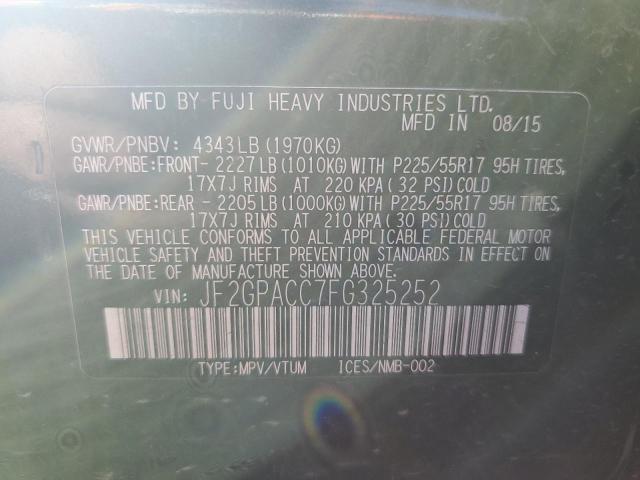 MFD BY FUJI HEAVY INDUSTRIES LTD.
MFD IN 08/15
GVWR/PNBV: 4343LB(1970KG)
GAWR/PNBE:FRONT- 2227LB(1010KG)WITH P225/55R17 95H TIRES,
17X7J RIMS AT 220 KPA(32 PSI)COLD
GAWR/PNBE:REAR - 2205LB(1000KG)WITH P225/55R17 95H TIRES,
17X7J RIMS AT 210 KPA(30 PSI)COLD
THIS VEHICLE CONFORMS TO ALL APPLICABLE FEDERAL MOTOR
VEHICLE SAFETY AND THEFT PREVENTION STANDARDS IN EFFECT ON
THE DATE OF MANUFACTURE SHOWN ABOVE.
VIN: JF2GPACC7FG325252
TYPE:MPV/VTUM ICES/NMB-002